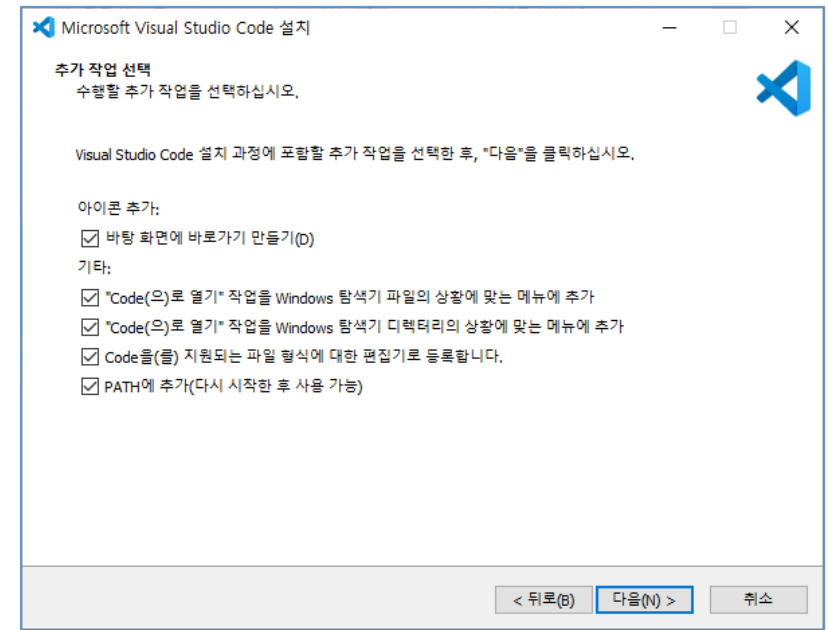 Microsoft Visual Studio Code 설치
추가 작업 선택
수행할 추가 작업을 선택하십시오.
Visual Studio Code 설치 과정에 포함할 추가 작업을 선택한 후, "다음"을 클릭하십시오.
아이콘 추가:
바탕 화면에 바로가기 만들기(D)
기타:
"Code(으)로 열기" 작업을 Windows 탐색기 파일의 상황에 맞는 메뉴에 추가
"Code(으)로 열기" 작업을 Windows 탐색기 디렉터리의 상황에 맞는 메뉴에 추가
Code을(를) 지원되는 파일 형식에 대한 편집기로 등록합니다.
PATH에 추가(다시 시작한 후 사용 가능)
< 뒤로(B) 다음(N) > 취소